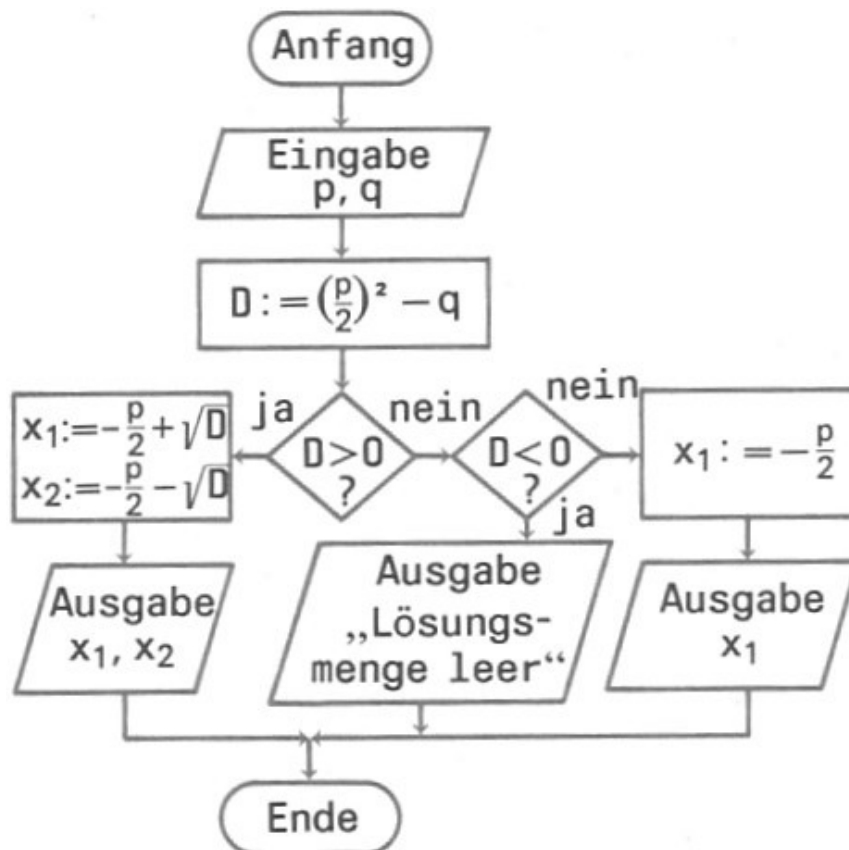 Anfang
Eingabe
p, q
D := (p/2)² − q
ja
nein
nein
x₁:=-p/2+√D
x₂:=-p/2−√D
D>0
?
D<0
?
x₁:=−p/2
ja
Ausgabe
x₁, x₂
Ausgabe
„Lösungs-
menge leer“
Ausgabe
x₁
Ende